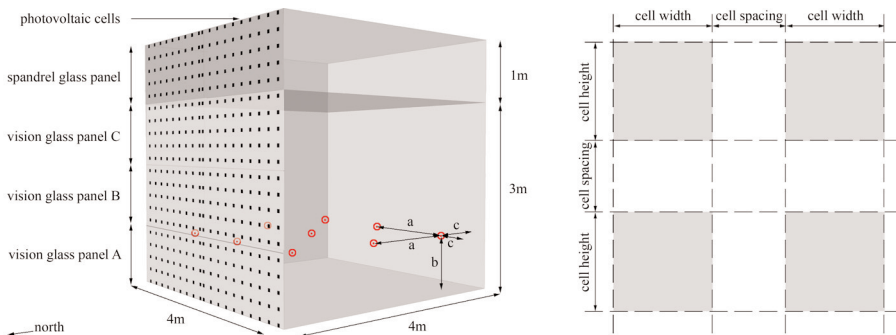 photovoltaic cells
spandrel glass panel
vision glass panel C
vision glass panel B
vision glass panel A
north
4m
4m
1m
3m
a
a
b
c
c
cell width
cell spacing
cell width
cell height
cell spacing
cell height